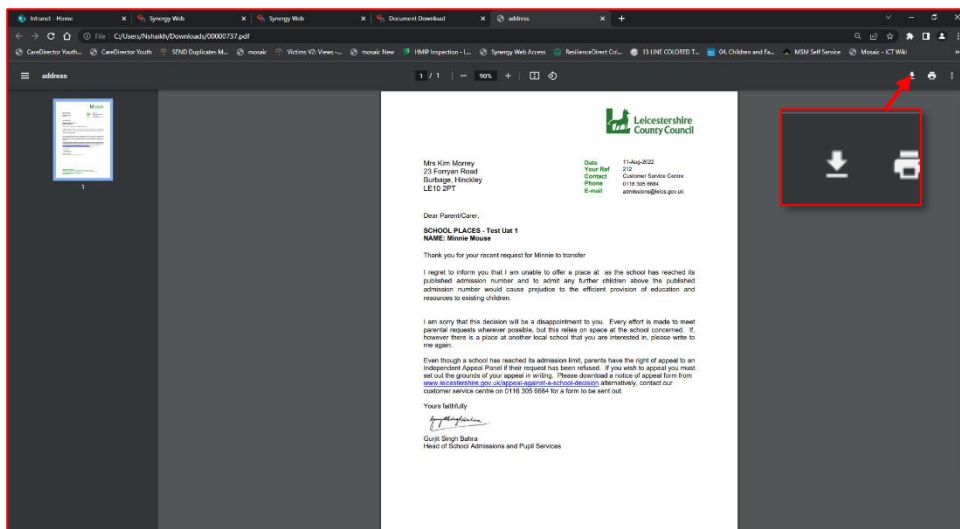 Intranet - Home
Synergy Web
Synergy Web
Document Download
address
File C:/Users/Nshaikh/Downloads/00000737.pdf
CareDirector Youth... CareDirector Youth SEND Duplicates M... mosaic Victims V2: Views -... mosaic New HMIP Inspection - L... Synergy Web Access ResilienceDirect Col... 13 LINE COLORED T... 04. Children and Fa... MSM Self Service Mosaic - ICT Wiki
address
1 / 1
90%
1
Leicestershire
County Council
Mrs Kim Morrey
23 Forryan Road
Burbage, Hinckley
LE10 2PT
Date 11-Aug-2022
Your Ref 212
Contact Customer Service Centre
Phone 0116 305 6684
E-mail admissions@leics.gov.uk
Dear Parent/Carer,
SCHOOL PLACES - Test Uat 1
NAME: Minnie Mouse
Thank you for your recent request for Minnie to transfer
I regret to inform you that I am unable to offer a place at as the school has reached its
published admission number and to admit any further children above the published
admission number would cause prejudice to the efficient provision of education and
resources to existing children.
I am sorry that this decision will be a disappointment to you. Every effort is made to meet
parental requests wherever possible, but this relies on space at the school concerned. If,
however there is a place at another local school that you are interested in, please write to
me again.
Even though a school has reached its admission limit, parents have the right of appeal to an
Independent Appeal Panel if their request has been refused. If you wish to appeal you must
set out the grounds of your appeal in writing. Please download a notice of appeal form from
www.leicestershire.gov.uk/appeal-against-a-school-decision alternatively, contact our
customer service centre on 0116 305 6684 for a form to be sent out.
Yours faithfully
Gurjit Singh Bahra
Head of School Admissions and Pupil Services